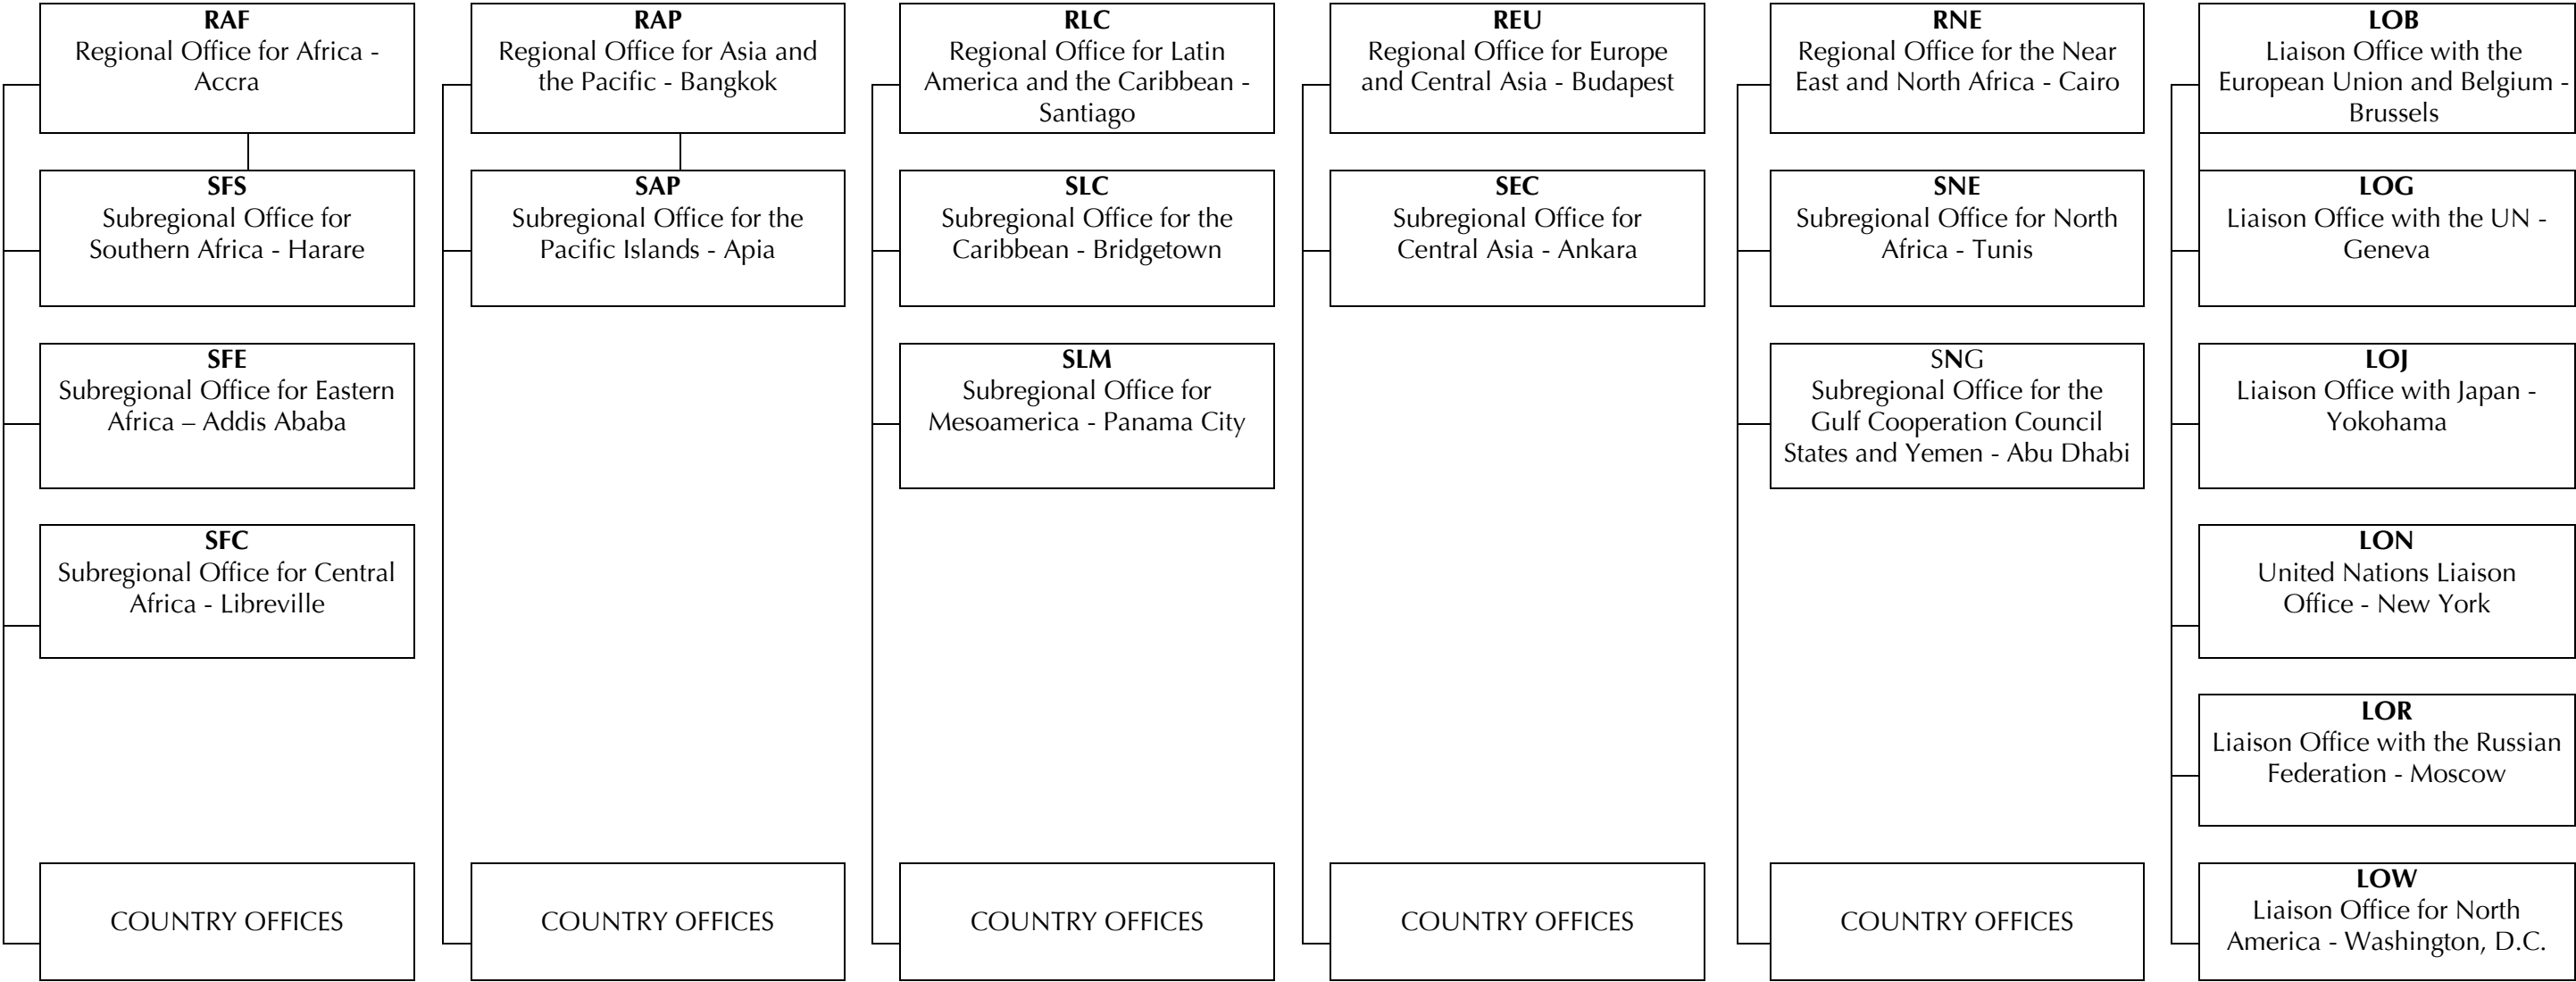 RAF
Regional Office for Africa -
Accra
SFS
Subregional Office for
Southern Africa - Harare
SFE
Subregional Office for Eastern
Africa – Addis Ababa
SFC
Subregional Office for Central
Africa - Libreville
COUNTRY OFFICES
RAP
Regional Office for Asia and
the Pacific - Bangkok
SAP
Subregional Office for the
Pacific Islands - Apia
COUNTRY OFFICES
RLC
Regional Office for Latin
America and the Caribbean -
Santiago
SLC
Subregional Office for the
Caribbean - Bridgetown
SLM
Subregional Office for
Mesoamerica - Panama City
COUNTRY OFFICES
REU
Regional Office for Europe
and Central Asia - Budapest
SEC
Subregional Office for
Central Asia - Ankara
COUNTRY OFFICES
RNE
Regional Office for the Near
East and North Africa - Cairo
SNE
Subregional Office for North
Africa - Tunis
SNG
Subregional Office for the
Gulf Cooperation Council
States and Yemen - Abu Dhabi
COUNTRY OFFICES
LOB
Liaison Office with the
European Union and Belgium -
Brussels
LOG
Liaison Office with the UN -
Geneva
LOJ
Liaison Office with Japan -
Yokohama
LON
United Nations Liaison
Office - New York
LOR
Liaison Office with the Russian
Federation - Moscow
LOW
Liaison Office for North
America - Washington, D.C.